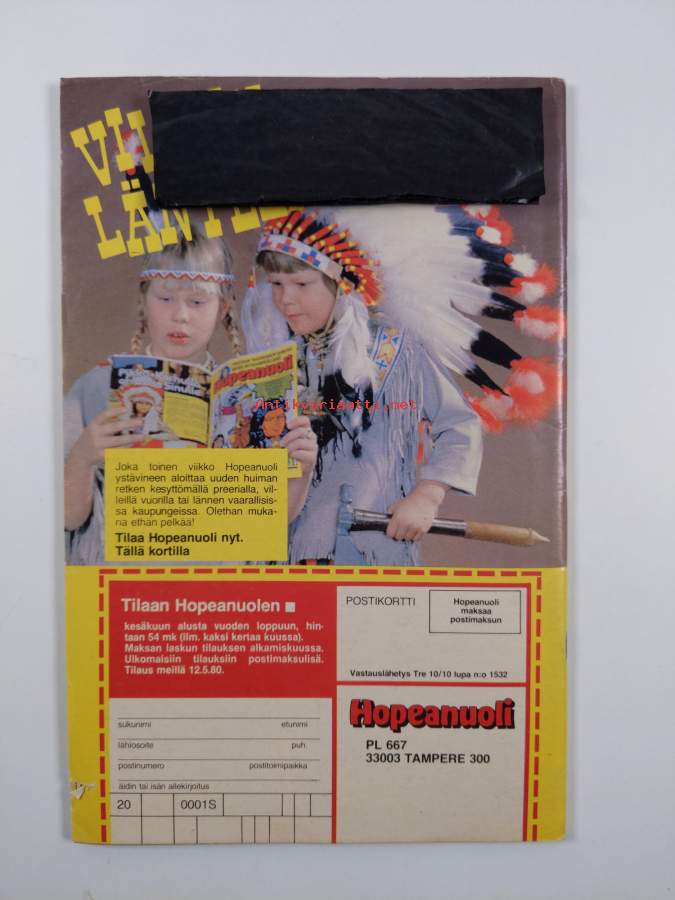 Hopeanuoli
Antikvariaatti.net
Joka toinen viikko Hopeanuoli
ystävineen aloittaa uuden huiman
retken kesyttömällä preerialla, vil-
leillä vuorilla tai lännen vaarallisis-
sa kaupungeissa. Olethan muka-
na ethän pelkää!
Tilaa Hopeanuoli nyt.
Tällä kortilla
Tilaan Hopeanuolen
kesäkuun alusta vuoden loppuun, hin-
taan 54 mk (ilm. kaksi kertaa kuussa).
Maksan laskun tilauksen alkamiskuussa.
Ulkomaisiin tilauksiin postimaksulisä.
Tilaus meillä 12.5.80.
POSTIKORTTI
Hopeanuoli
maksaa
postimaksun
Vastauslähetys Tre 10/10 lupa n:o 1532
sukunimi etunimi
lähiosoite puh.
postinumero postitoimipaikka
äidin tai isän allekirjoitus
20 0001S
Hopeanuoli
PL 667
33003 TAMPERE 300